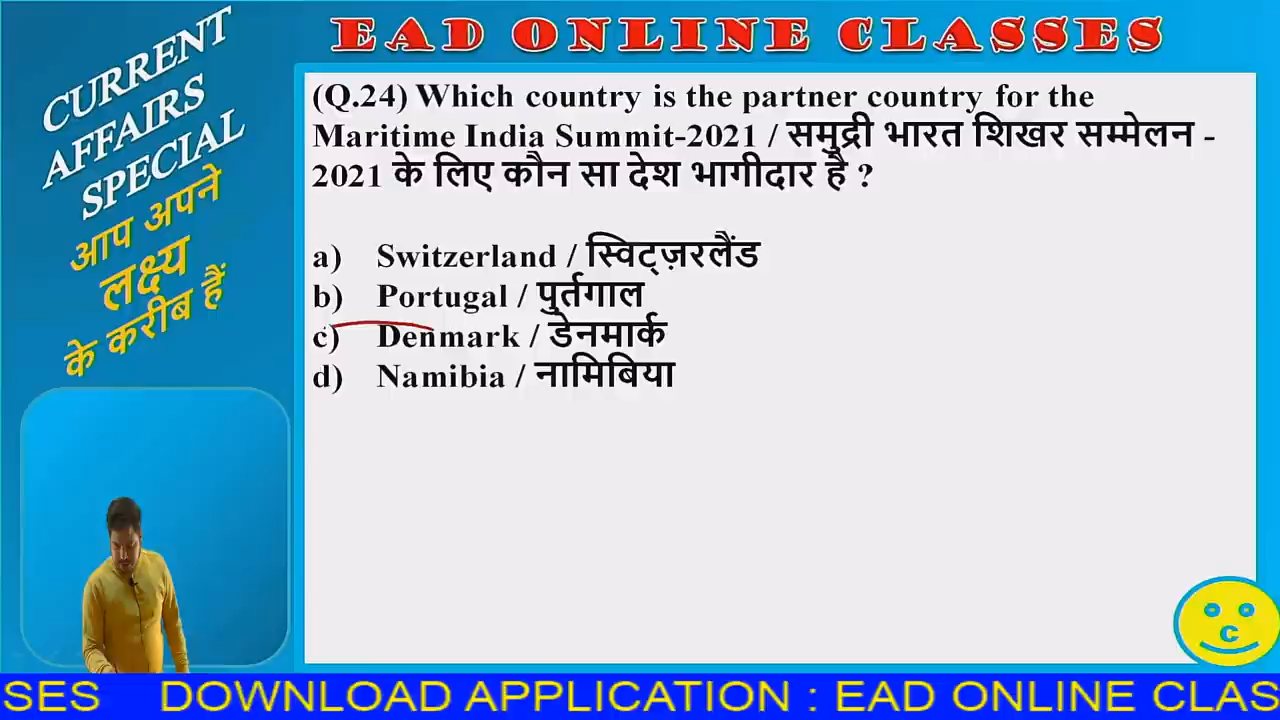 CURRENT
AFFAIRS
SPECIAL
आप अपने
लक्ष्य
के करीब हैं
EAD ONLINE CLASSES
(Q.24) Which country is the partner country for the
Maritime India Summit-2021 / समुद्री भारत शिखर सम्मेलन -
2021 के लिए कौन सा देश भागीदार है ?
a) Switzerland / स्विट्ज़रलैंड
b) Portugal / पुर्तगाल
c) Denmark / डेनमार्क
d) Namibia / नामिबिया
C
SES DOWNLOAD APPLICATION : EAD ONLINE CLAS